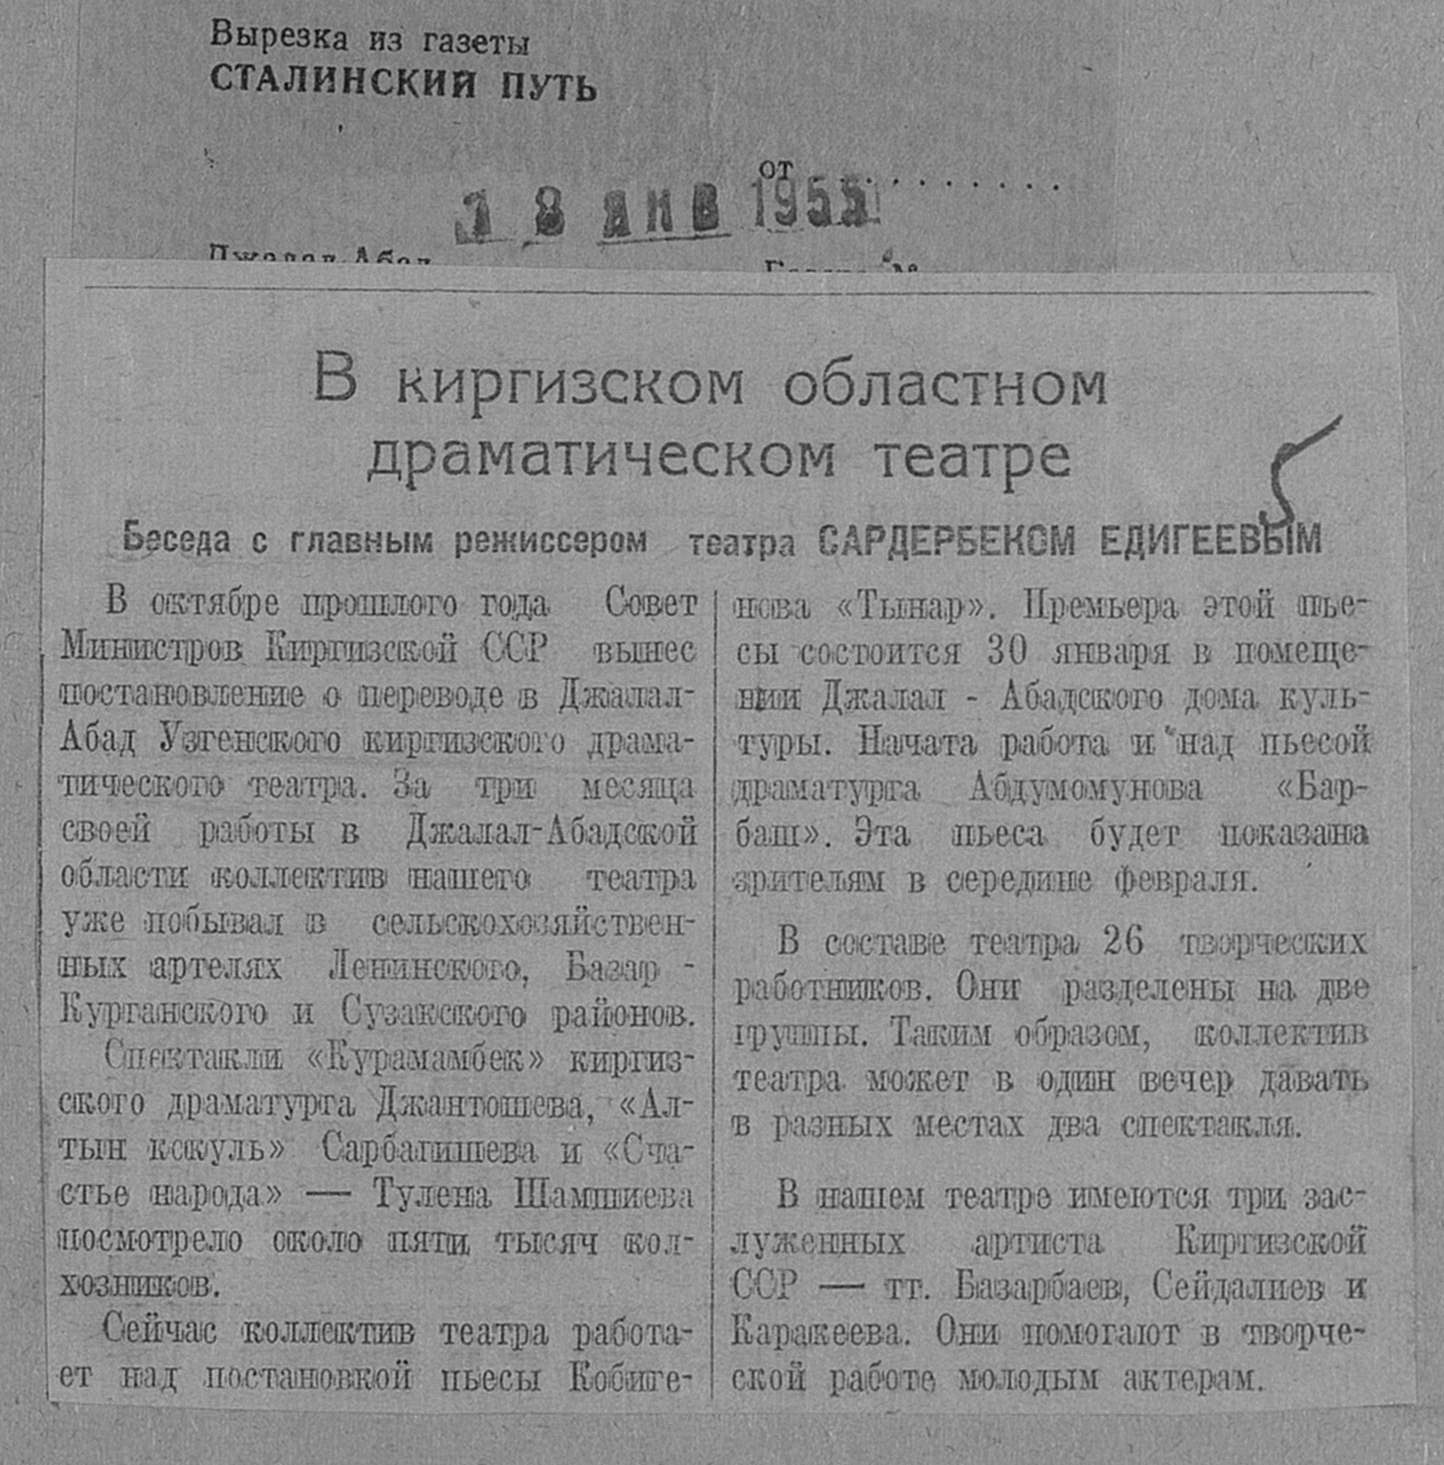 Вырезка из газеты
СТАЛИНСКИЙ ПУТЬ
от . . . . . . . . . .
18 ЯНВ 1955
Джалал-Абад
В киргизском областном
драматическом театре
5
Беседа с главным режиссером театра САРДЕРБЕКОМ ЕДИГЕЕВЫМ
В октябре прошлого года Совет
Министров Киргизской ССР вынес
постановление о переводе в Джалал-
Абад Узгенского киргизского драма-
тического театра. За три месяца
своей работы в Джалал-Абадской
области коллектив нашего театра
уже побывал в сельскохозяйствен-
ных артелях Ленинского, Базар -
Курганского и Сузакского районов.
Спектакли «Курамамбек» киргиз-
ского драматурга Джантошева, «Ал-
тын кокуль» Сарбагишева и «Сча-
стье народа» — Тулена Шамшиева
посмотрело около пяти тысяч кол-
хозников.
Сейчас коллектив театра работа-
ет над постановкой пьесы Кобиге-
нова «Тынар». Премьера этой пье-
сы состоится 30 января в помеще-
нии Джалал - Абадского дома куль-
туры. Начата работа и над пьесой
драматурга Абдумомунова «Бар-
баш». Эта пьеса будет показана
зрителям в середине февраля.
В составе театра 26 творческих
работников. Они разделены на две
группы. Таким образом, коллектив
театра может в один вечер давать
в разных местах два спектакля.
В нашем театре имеются три зас-
луженных артиста Киргизской
ССР — тт. Базарбаев, Сейдалиев и
Каракеева. Они помогают в творче-
ской работе молодым актерам.